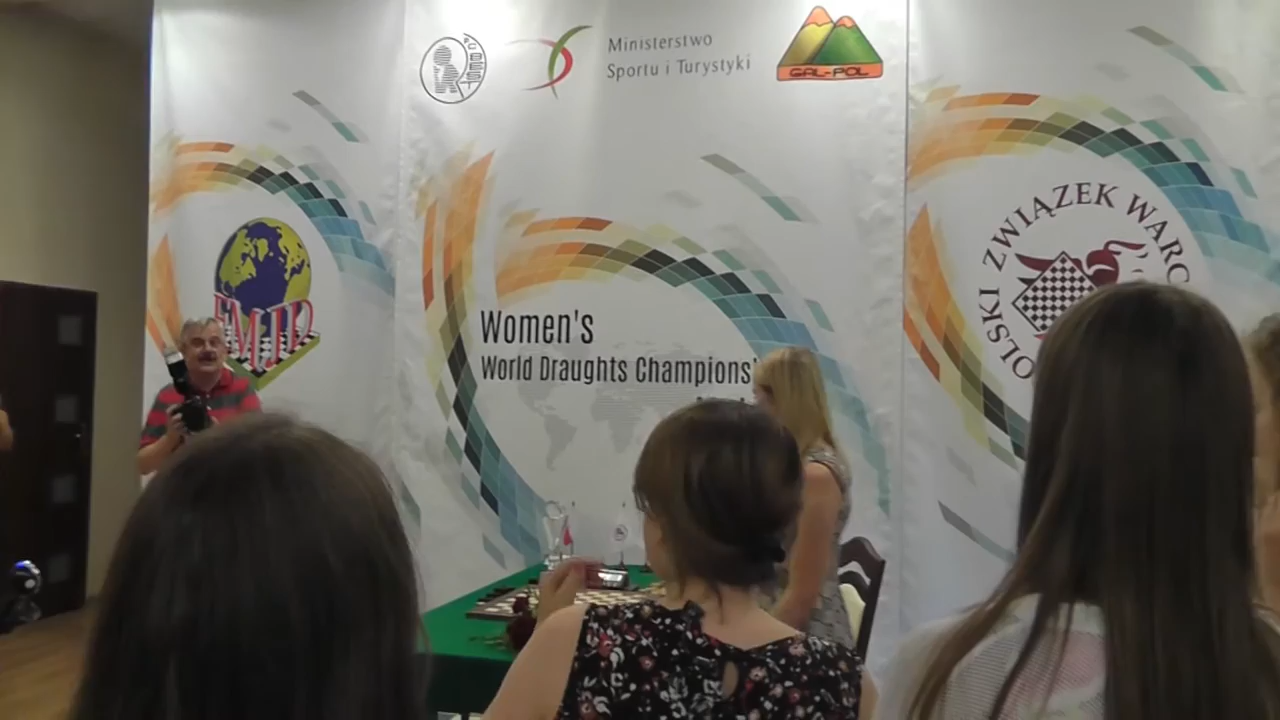 Ministerstwo
Sportu i Turystyki
GAL-POL
Women's
World Draughts Champions
FMJD
OLSKI ZWIĄZEK WARC